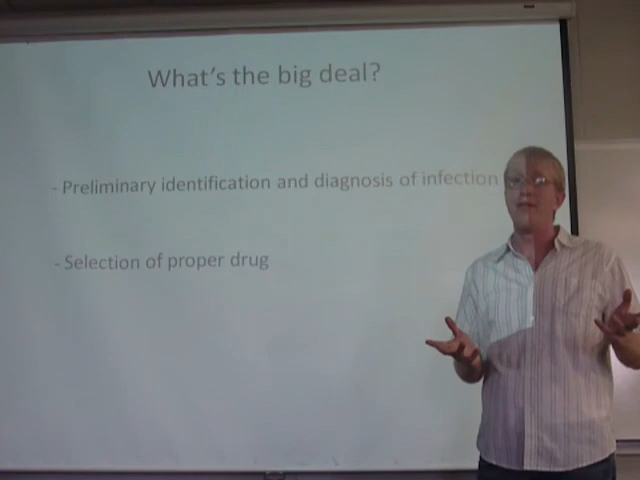 What's the big deal?
- Preliminary identification and diagnosis of infection
- Selection of proper drug